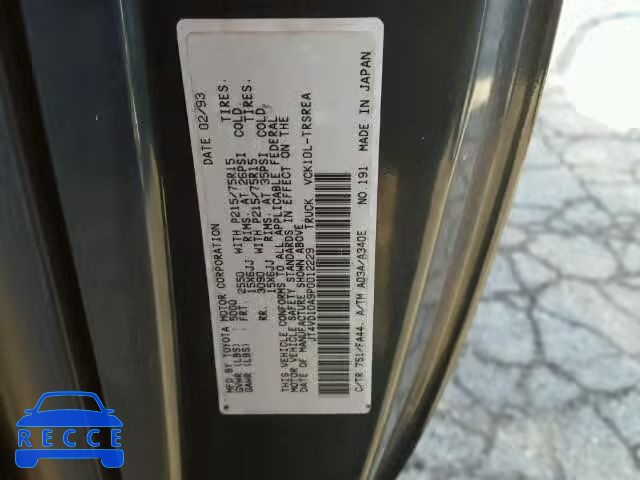 MFD BY TOYOTA MOTOR CORPORATION DATE 02/93
GVWR (LBS) : 5000
GAWR (LBS) : FRT 2550 WITH P215/75R15 TIRES,
15X6JJ RIMS, AT 26PSI COLD,
RR. 3090 WITH P215/75R15 TIRES,
15X6JJ RIMS, AT 35PSI COLD,
THIS VEHICLE CONFORMS TO ALL APPLICABLE FEDERAL
MOTOR VEHICLE SAFETY STANDARDS IN EFFECT ON THE
DATE OF MANUFACTURE SHOWN ABOVE.
JT4VD10A9P0012229 TRUCK VCK10L-TRSREA
C/TR 751/FA44 A/TM A03A/A340E NO.191 MADE IN JAPAN
RECCE